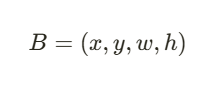 B = (x, y, w, h)